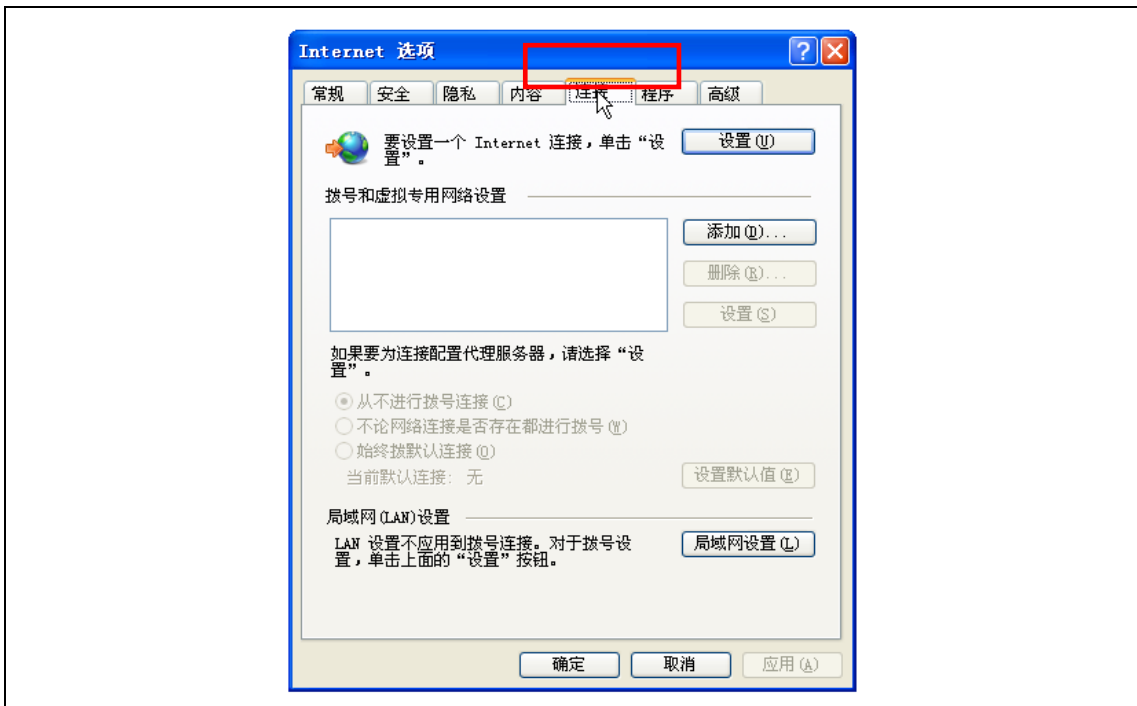 Internet 选项
常规 安全 隐私 内容 连接 程序 高级
要设置一个 Internet 连接，单击“设
置”。
设置(U)
拨号和虚拟专用网络设置
添加(D)...
删除(R)...
设置(S)
如果要为连接配置代理服务器，请选择“设
置”。
从不进行拨号连接(C)
不论网络连接是否存在都进行拨号(W)
始终拨默认连接(O)
当前默认连接: 无
设置默认值(E)
局域网(LAN)设置
LAN 设置不应用到拨号连接。对于拨号设
置，单击上面的“设置”按钮。
局域网设置(L)
确定 取消 应用(A)